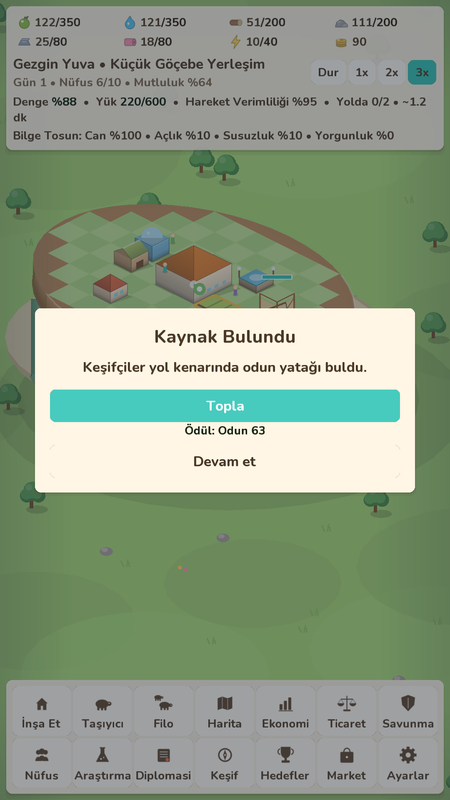 122/350 121/350 51/200 111/200
25/80 18/80 10/40 90
Gezgin Yuva • Küçük Göçebe Yerleşim
Gün 1 • Nüfus 6/10 • Mutluluk %64
Dur 1x 2x 3x
Denge %88 • Yük 220/600 • Hareket Verimliliği %95 • Yolda 0/2 • ~1.2
dk
Bilge Tosun: Can %100 • Açlık %10 • Susuzluk %10 • Yorgunluk %0
Kaynak Bulundu
Keşifçiler yol kenarında odun yatağı buldu.
Topla
Ödül: Odun 63
Devam et
İnşa Et Taşıyıcı Filo Harita Ekonomi Ticaret Savunma
Nüfus Araştırma Diplomasi Keşif Hedefler Market Ayarlar